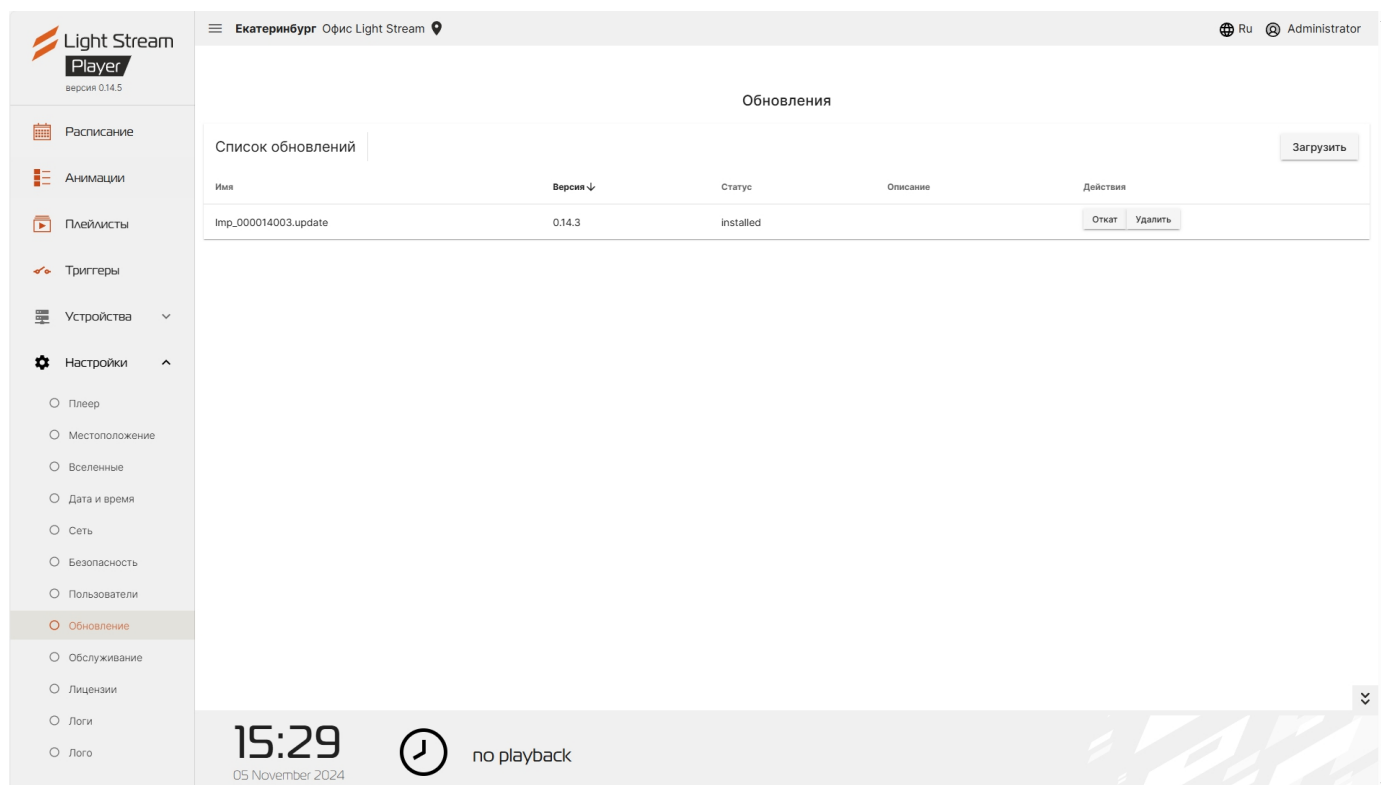 Light Stream
Player
версия 0.14.5
Екатеринбург Офис Light Stream
Ru Administrator
Расписание
Анимации
Плейлисты
Триггеры
Устройства
Настройки
Плеер
Местоположение
Вселенные
Дата и время
Сеть
Безопасность
Пользователи
Обновление
Обслуживание
Лицензии
Логи
Лого
Обновления
Список обновлений
Загрузить
Имя Версия Статус Описание Действия
lmp_000014003.update 0.14.3 installed Откат Удалить
15:29
05 November 2024
no playback